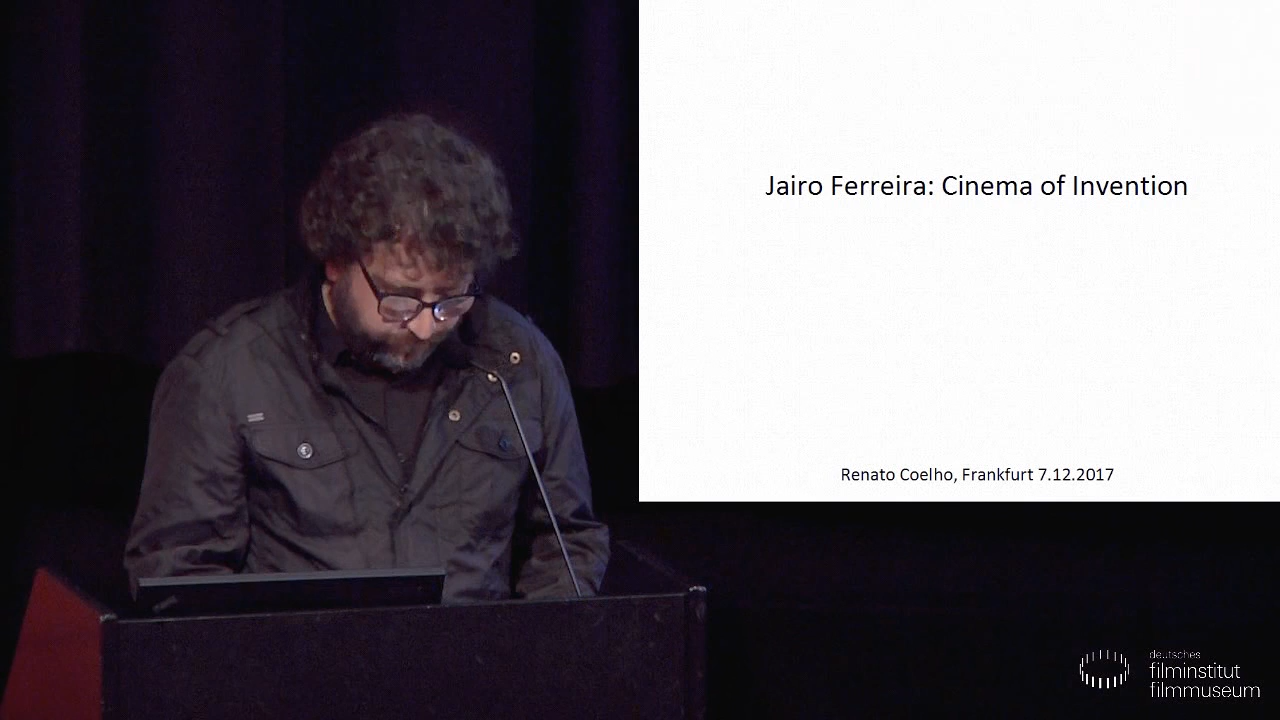 Jairo Ferreira: Cinema of Invention
Renato Coelho, Frankfurt 7.12.2017
deutsches
filminstitut
filmmuseum